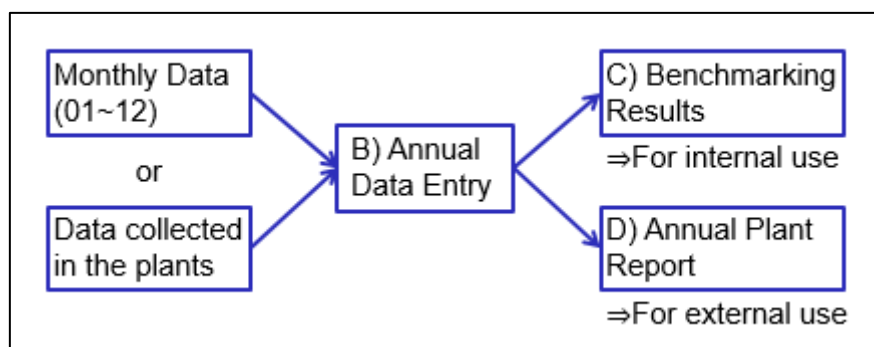 Monthly Data
(01~12)
or
Data collected
in the plants
B) Annual
Data Entry
C) Benchmarking
Results
⇒For internal use
D) Annual Plant
Report
⇒For external use